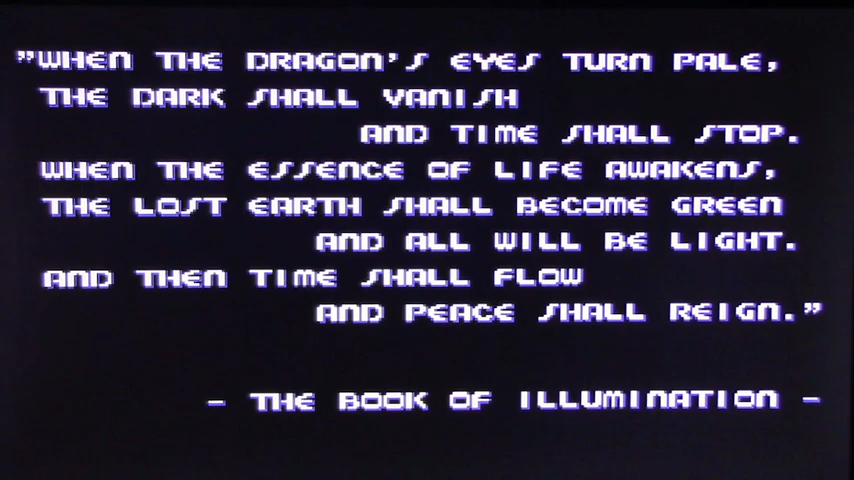 "WHEN THE DRAGON'S EYES TURN PALE,
THE DARK SHALL VANISH
AND TIME SHALL STOP.
WHEN THE ESSENCE OF LIFE AWAKENS,
THE LOST EARTH SHALL BECOME GREEN
AND ALL WILL BE LIGHT.
AND THEN TIME SHALL FLOW
AND PEACE SHALL REIGN."
- THE BOOK OF ILLUMINATION -